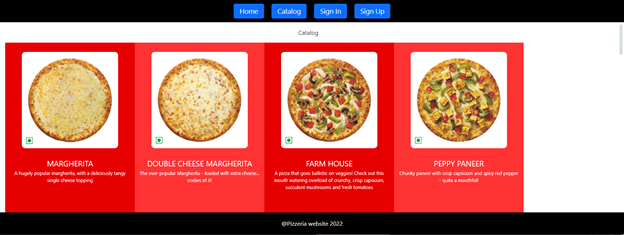 Home Catalog Sign In Sign Up
Catalog
MARGHERITA
A hugely popular margherita, with a deliciously tangy
single cheese topping
DOUBLE CHEESE MARGHERITA
The ever-popular Margherita - loaded with extra cheese...
oodies of it!
FARM HOUSE
A pizza that goes ballistic on veggies! Check out this
mouth watering overload of crunchy, crisp capsicum,
succulent mushrooms and fresh tomatoes
PEPPY PANEER
Chunky paneer with crisp capsicum and spicy red pepper
- quite a mouthful!
@Pizzeria website 2022